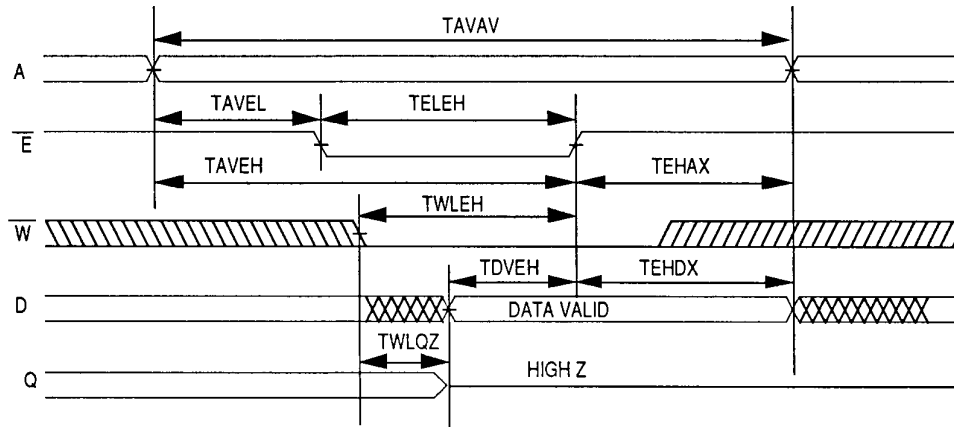 TAVAV
A
TAVEL TELEH
E
TAVEH TEHAX
TWLEH
W
TDVEH TEHDX
D DATA VALID
TWLQZ
Q HIGH Z